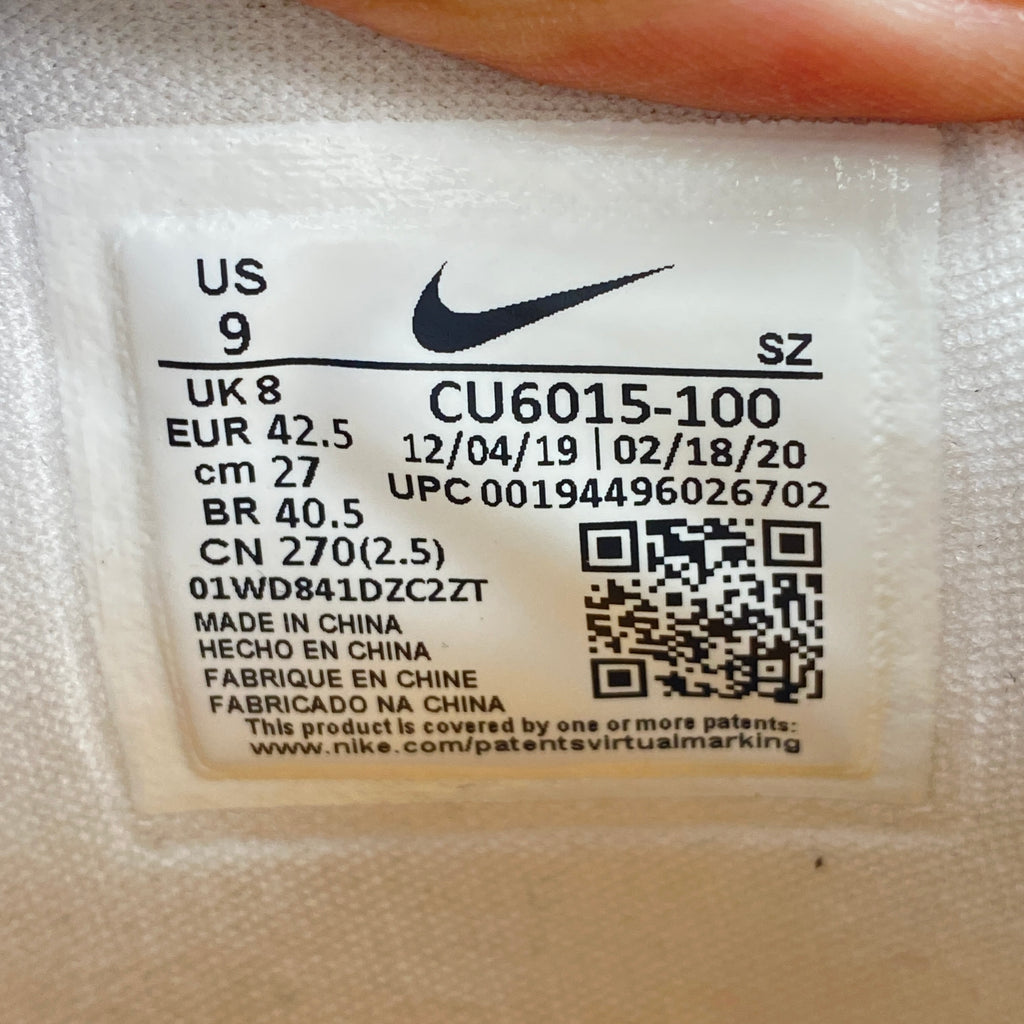 US
9
SZ
UK 8
EUR 42.5
cm 27
BR 40.5
CN 270(2.5)
01WD841DZC2ZT
CU6015-100
12/04/19 | 02/18/20
UPC 00194496026702
MADE IN CHINA
HECHO EN CHINA
FABRIQUE EN CHINE
FABRICADO NA CHINA
This product is covered by one or more patents:
www.nike.com/patentsvirtualmarking